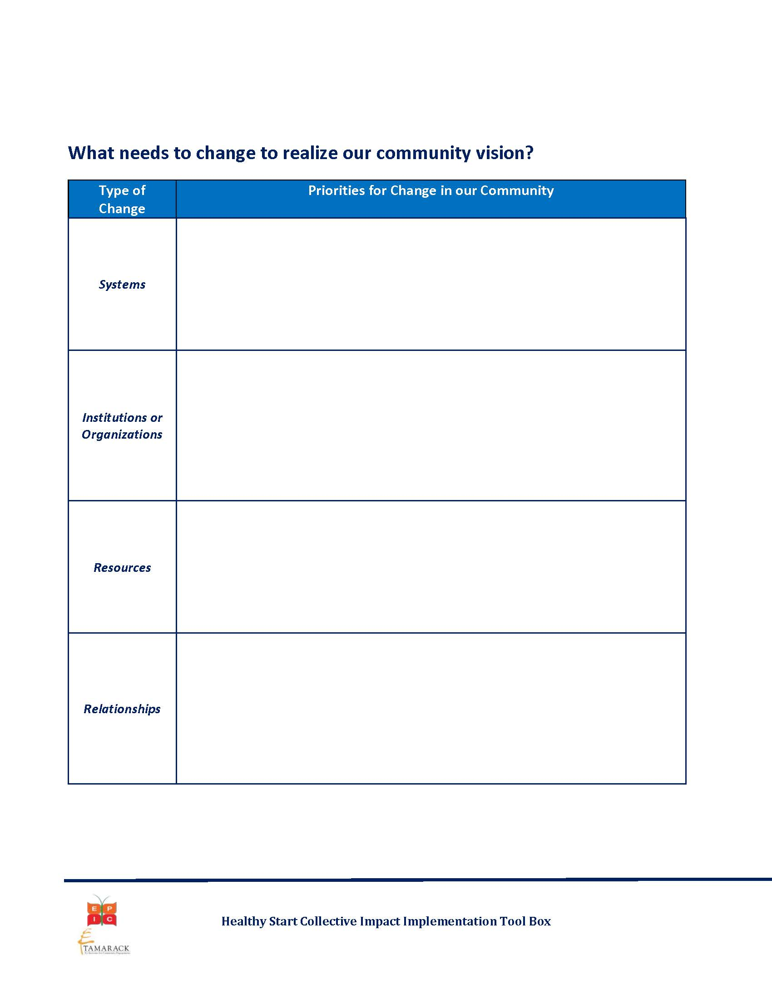 What needs to change to realize our community vision?
Type of
Change
Priorities for Change in our Community
Systems
Institutions or
Organizations
Resources
Relationships
E P
I C
TAMARACK
Healthy Start Collective Impact Implementation Tool Box